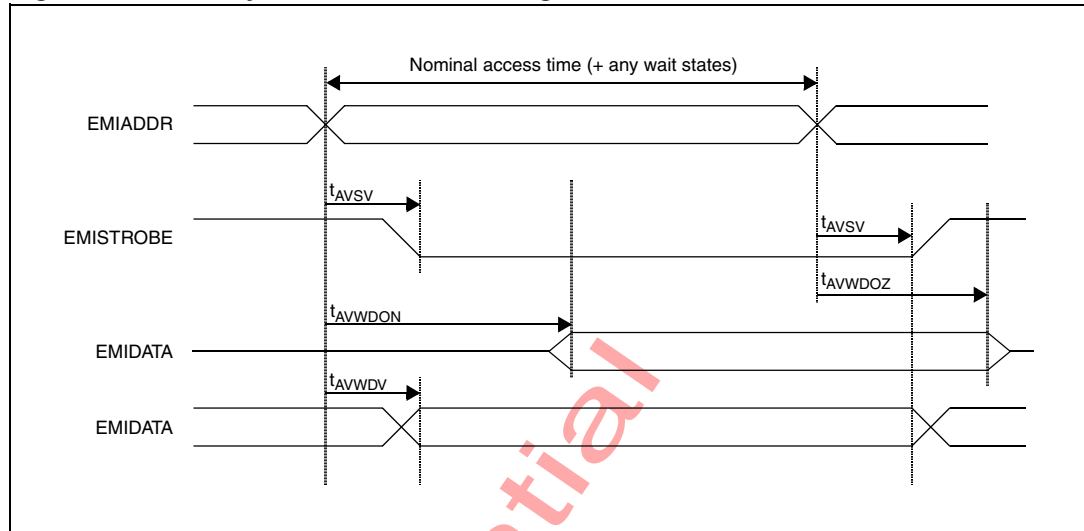 Nominal access time (+ any wait states)
EMIADDR
tAVSV
EMISTROBE
tAVSV
tAVWDOZ
tAVWDON
EMIDATA
tAVWDV
EMIDATA
tial